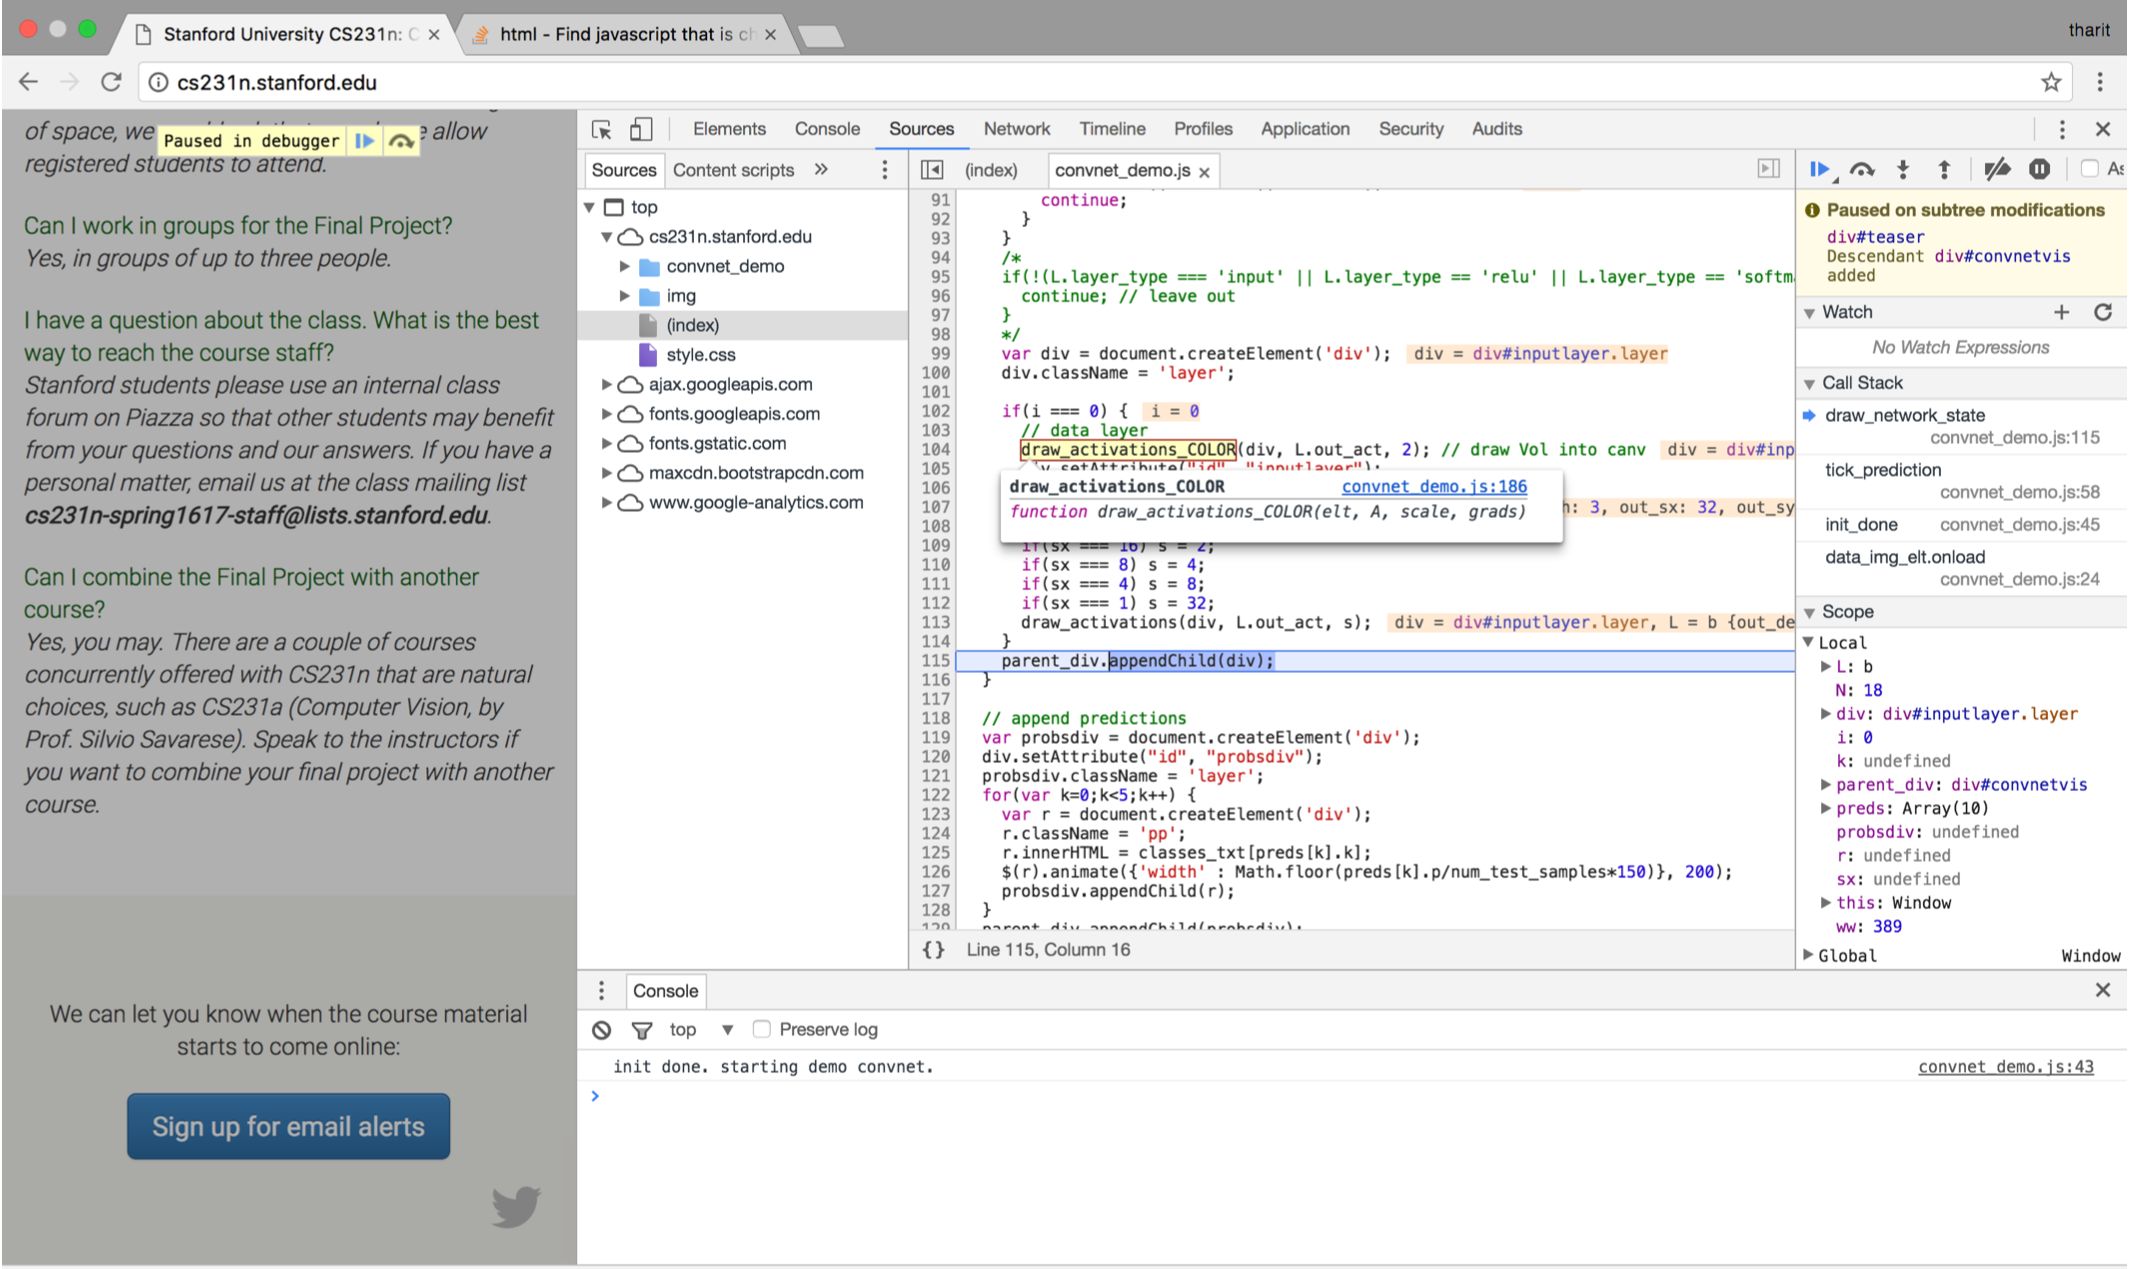 Stanford University CS231n: C
html - Find javascript that is ch
tharit
cs231n.stanford.edu
of space, we
e allow
registered students to attend.
Paused in debugger
Can I work in groups for the Final Project?
Yes, in groups of up to three people.
I have a question about the class. What is the best
way to reach the course staff?
Stanford students please use an internal class
forum on Piazza so that other students may benefit
from your questions and our answers. If you have a
personal matter, email us at the class mailing list
cs231n-spring1617-staff@lists.stanford.edu.
Can I combine the Final Project with another
course?
Yes, you may. There are a couple of courses
concurrently offered with CS231n that are natural
choices, such as CS231a (Computer Vision, by
Prof. Silvio Savarese). Speak to the instructors if
you want to combine your final project with another
course.
We can let you know when the course material
starts to come online:
Sign up for email alerts
Elements Console Sources Network Timeline Profiles Application Security Audits
Sources Content scripts »
top
cs231n.stanford.edu
convnet_demo
img
(index)
style.css
ajax.googleapis.com
fonts.googleapis.com
fonts.gstatic.com
maxcdn.bootstrapcdn.com
www.google-analytics.com
(index) convnet_demo.js
91 continue;
92 }
93 }
94 /*
95 if(!(L.layer_type === 'input' || L.layer_type == 'relu' || L.layer_type == 'softm
96 continue; // leave out
97 }
98 */
99 var div = document.createElement('div'); div = div#inputlayer.layer
100 div.className = 'layer';
101
102 if(i === 0) { i = 0
103 // data layer
104 draw_activations_COLOR(div, L.out_act, 2); // draw Vol into canv div = div#inp
105 v.setAttribute("id", "inputlayer");
106
107 h: 3, out_sx: 32, out_sy
108
draw_activations_COLOR convnet_demo.js:186
function draw_activations_COLOR(elt, A, scale, grads)
109 if(sx === 16) s = 2;
110 if(sx === 8) s = 4;
111 if(sx === 4) s = 8;
112 if(sx === 1) s = 32;
113 draw_activations(div, L.out_act, s); div = div#inputlayer.layer, L = b {out_de
114 }
115 parent_div.appendChild(div);
116 }
117
118 // append predictions
119 var probsdiv = document.createElement('div');
120 div.setAttribute("id", "probsdiv");
121 probsdiv.className = 'layer';
122 for(var k=0;k<5;k++) {
123 var r = document.createElement('div');
124 r.className = 'pp';
125 r.innerHTML = classes_txt[preds[k].k];
126 $(r).animate({'width' : Math.floor(preds[k].p/num_test_samples*150)}, 200);
127 probsdiv.appendChild(r);
128 }
129 parent_div.appendChild(probsdiv);
{} Line 115, Column 16
As
Paused on subtree modifications
div#teaser
Descendant div#convnetvis
added
Watch
No Watch Expressions
Call Stack
draw_network_state
convnet_demo.js:115
tick_prediction
convnet_demo.js:58
init_done convnet_demo.js:45
data_img_elt.onload
convnet_demo.js:24
Scope
Local
L: b
N: 18
div: div#inputlayer.layer
i: 0
k: undefined
parent_div: div#convnetvis
preds: Array(10)
probsdiv: undefined
r: undefined
sx: undefined
this: Window
ww: 389
Global Window
Console
top Preserve log
init done. starting demo convnet. convnet_demo.js:43